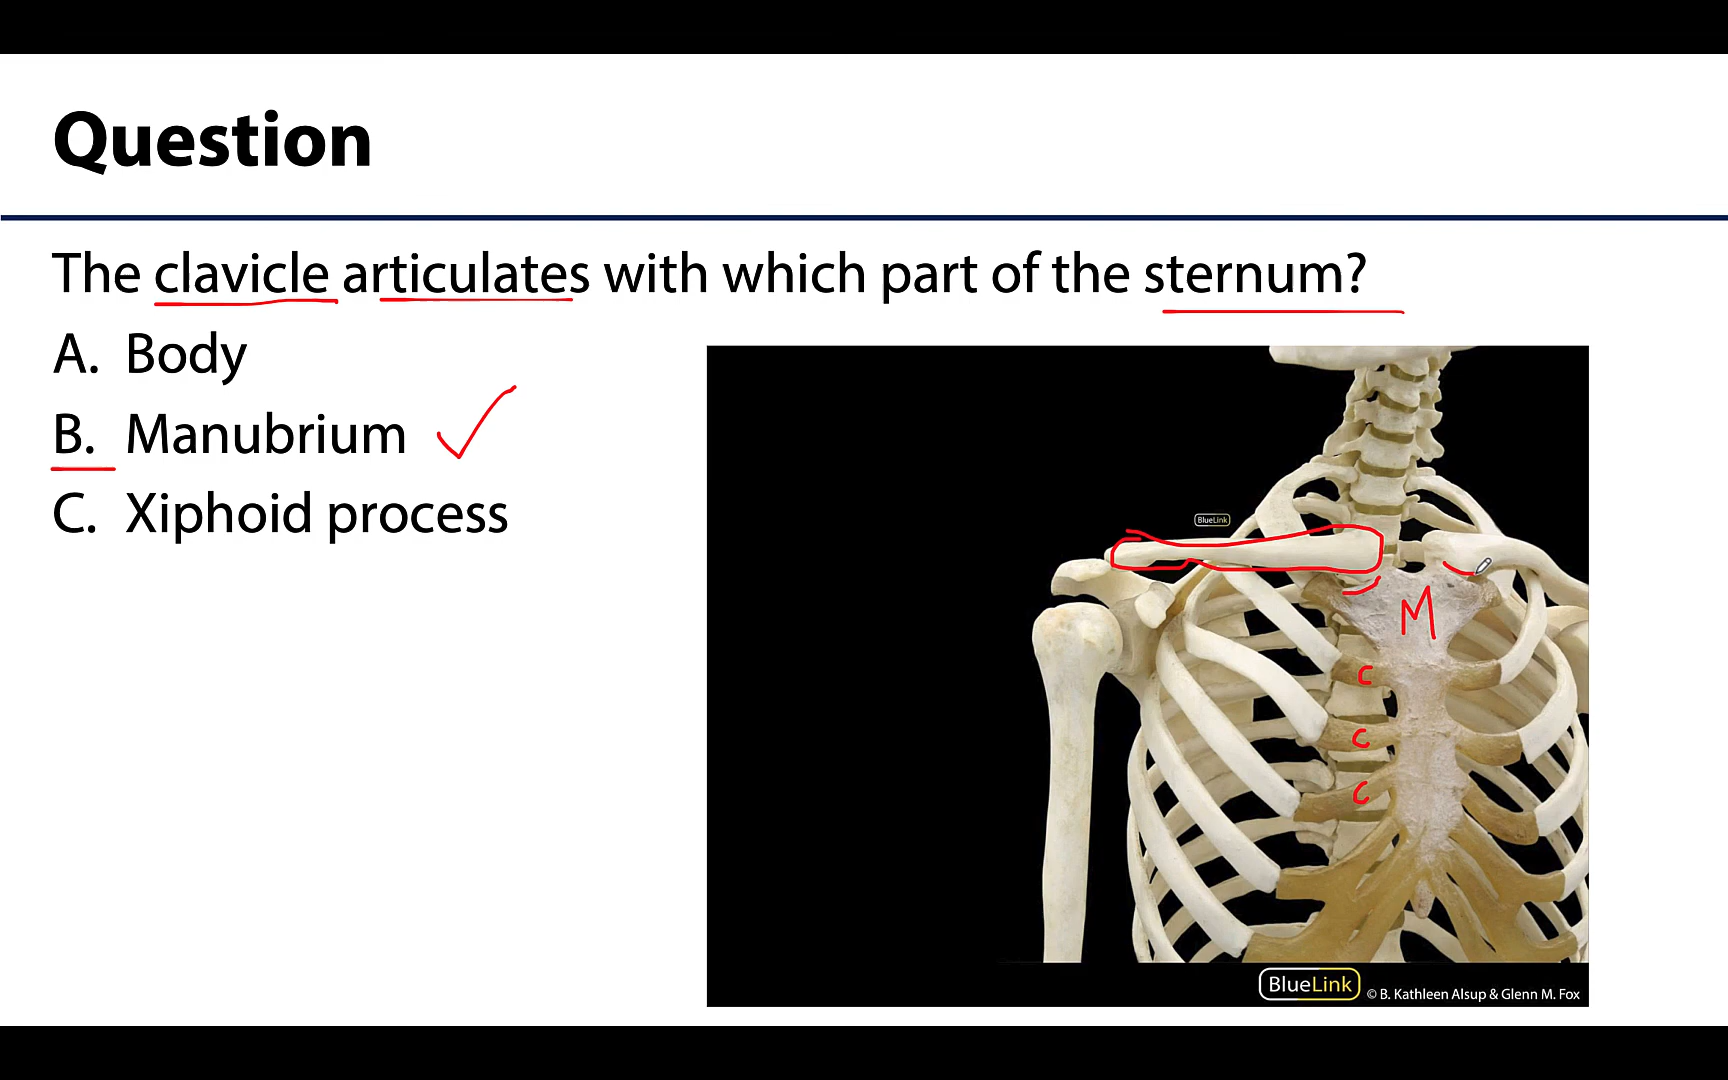 Question
The clavicle articulates with which part of the sternum?
A. Body
B. Manubrium
C. Xiphoid process
BlueLink
M
C
C
C
BlueLink © B. Kathleen Alsup & Glenn M. Fox